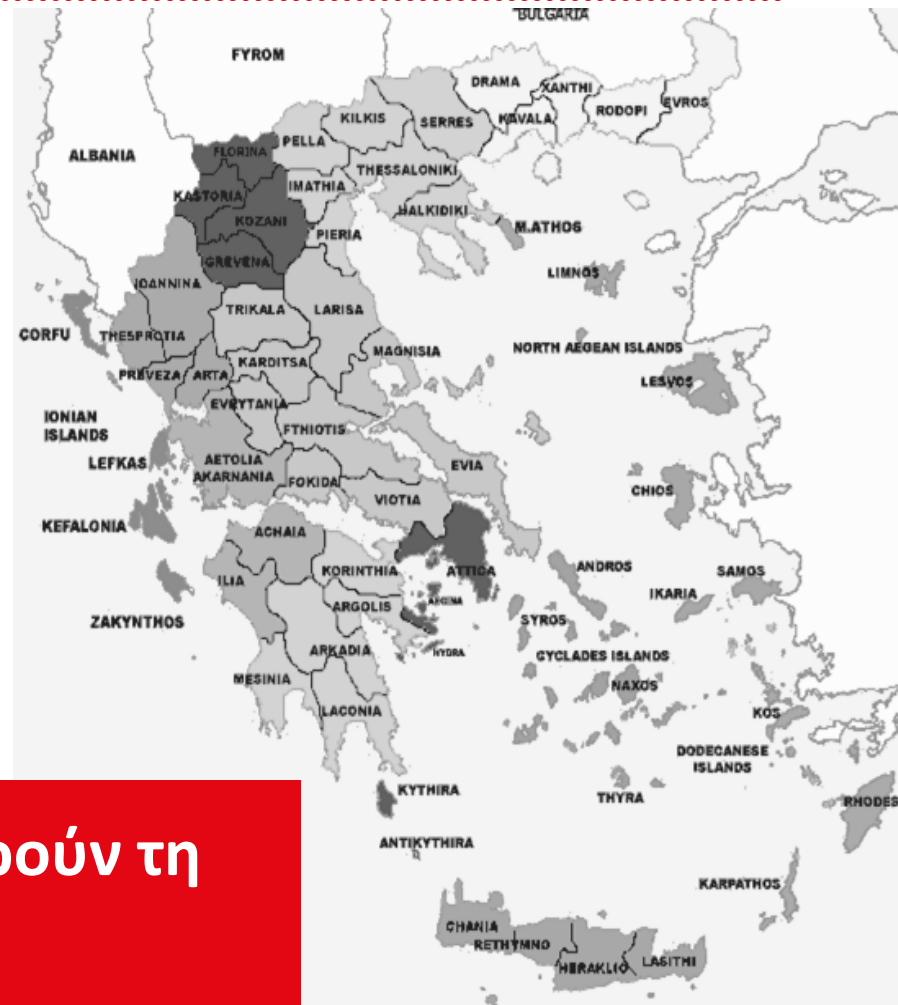 BULGARIA
FYROM
DRAMA
XANTHI
EVROS
RODOPI
KAVALA
KILKIS
SERRES
PELLA
ALBANIA
FLORINA
THESSALONIKI
IMATHIA
KASTORIA
HALKIDIKI
KOZANI
M.ATHOS
PIERIA
GREVENA
LIMNOS
IOANNINA
TRIKALA
LARISA
CORFU
THESPROTIA
NORTH AEGEAN ISLANDS
MAGNISIA
KARDITSA
PREVEZA
ARTA
LESVOS
EVRYTANIA
IONIAN
ISLANDS
FTHIOTIS
LEFKAS
AETOLIA
AKARNANIA
EVIA
FOKIDA
CHIOS
VIOTIA
KEFALONIA
ACHAIA
KORINTHIA
ATTICA
ANDROS
SAMOS
ILIA
IKARIA
AEGINA
ARGOLIS
ZAKYNTHOS
SYROS
ARKADIA
HYDRA
CYCLADES ISLANDS
MESINIA
NAXOS
LACONIA
KOS
DODECANESE
ISLANDS
KYTHIRA
THYRA
RHODES
ANTIKYTHIRA
KARPATHOS
CHANIA
RETHYMNO
LASITHI
HERAKLIO
ρούν τη